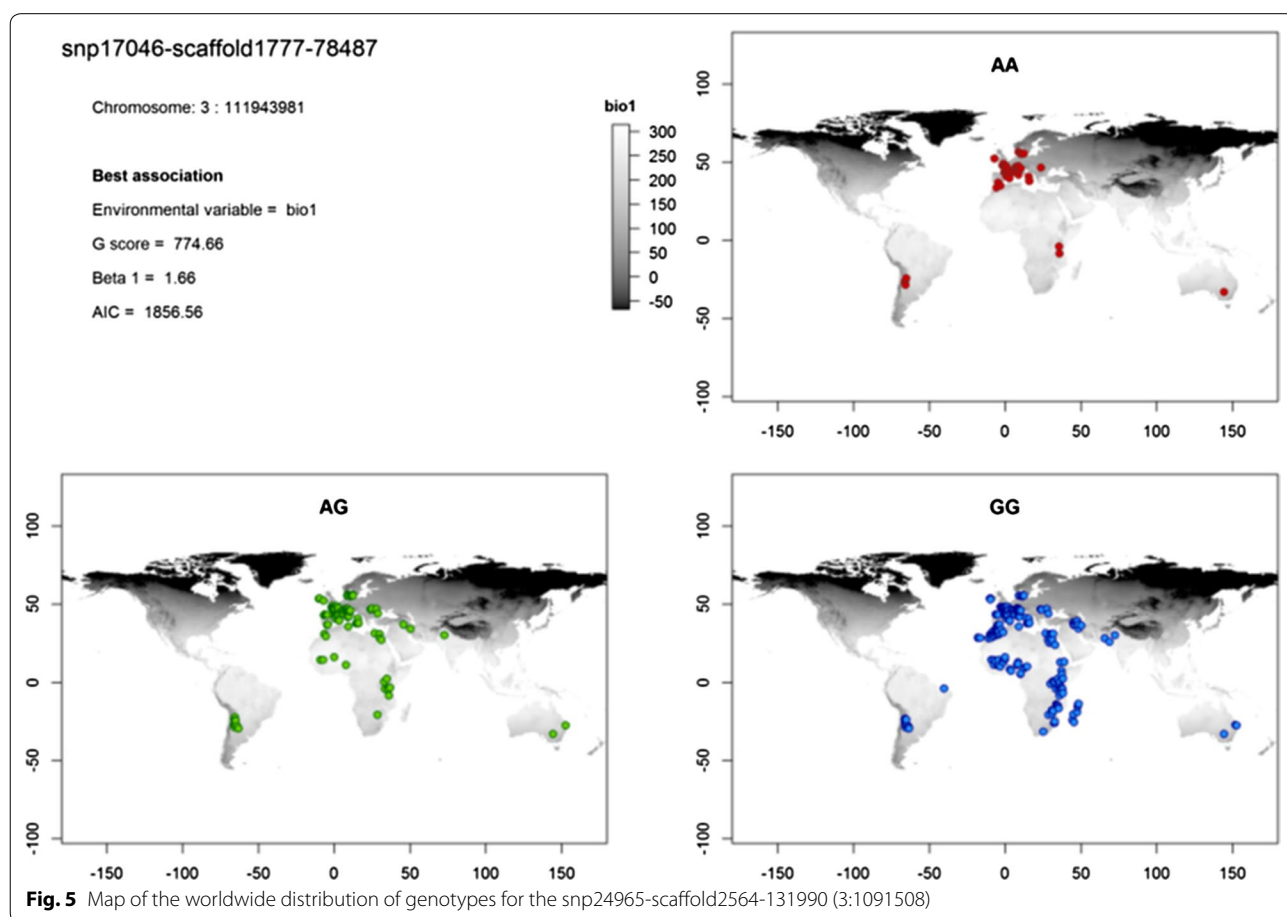 snp17046-scaffold1777-78487
Chromosome: 3 : 111943981
Best association
Environmental variable = bio1
G score = 774.66
Beta 1 = 1.66
AIC = 1856.56
bio1
300
250
200
150
100
50
0
-50
AA
100
50
0
-50
-100
-150 -100 -50 0 50 100 150
AG
100
50
0
-50
-100
-150 -100 -50 0 50 100 150
GG
100
50
0
-50
-100
-150 -100 -50 0 50 100 150
Fig. 5 Map of the worldwide distribution of genotypes for the snp24965-scaffold2564-131990 (3:1091508)